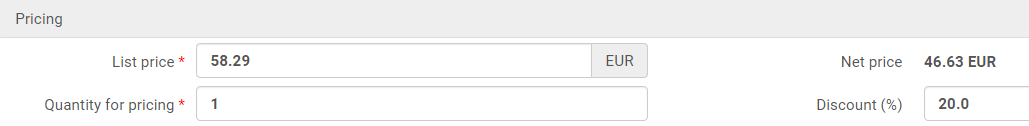 Pricing
List price * 58.29 EUR Net price 46.63 EUR
Quantity for pricing * 1 Discount (%) 20.0